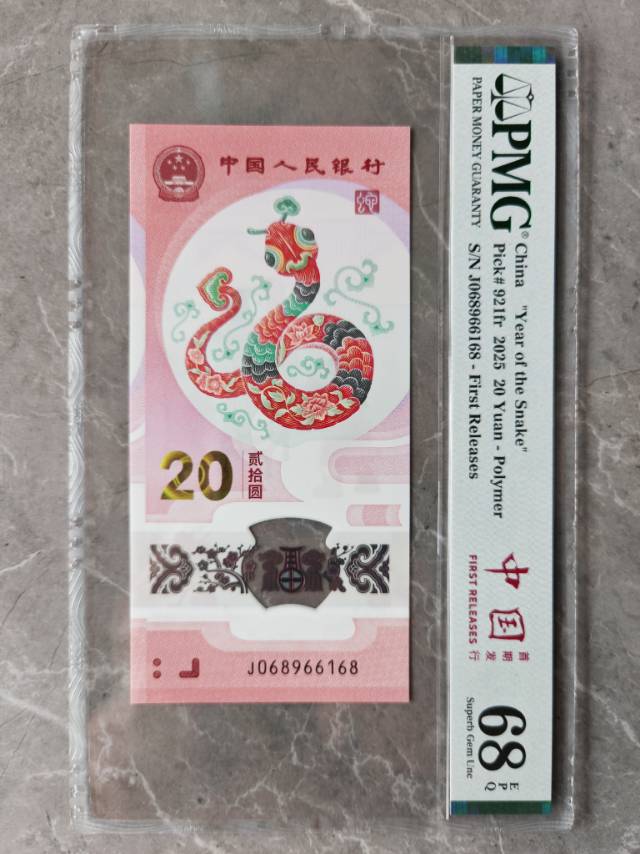 中国人民银行
20
贰拾圆
J068966168
PMG®
PAPER MONEY GUARANTY
China "Year of the Snake"
Pick# 921fr 2025 20 Yuan - Polymer
S/N J068966168 - First Releases
中国
首期发行
FIRST RELEASES
68
EPQ
Superb Gem Unc